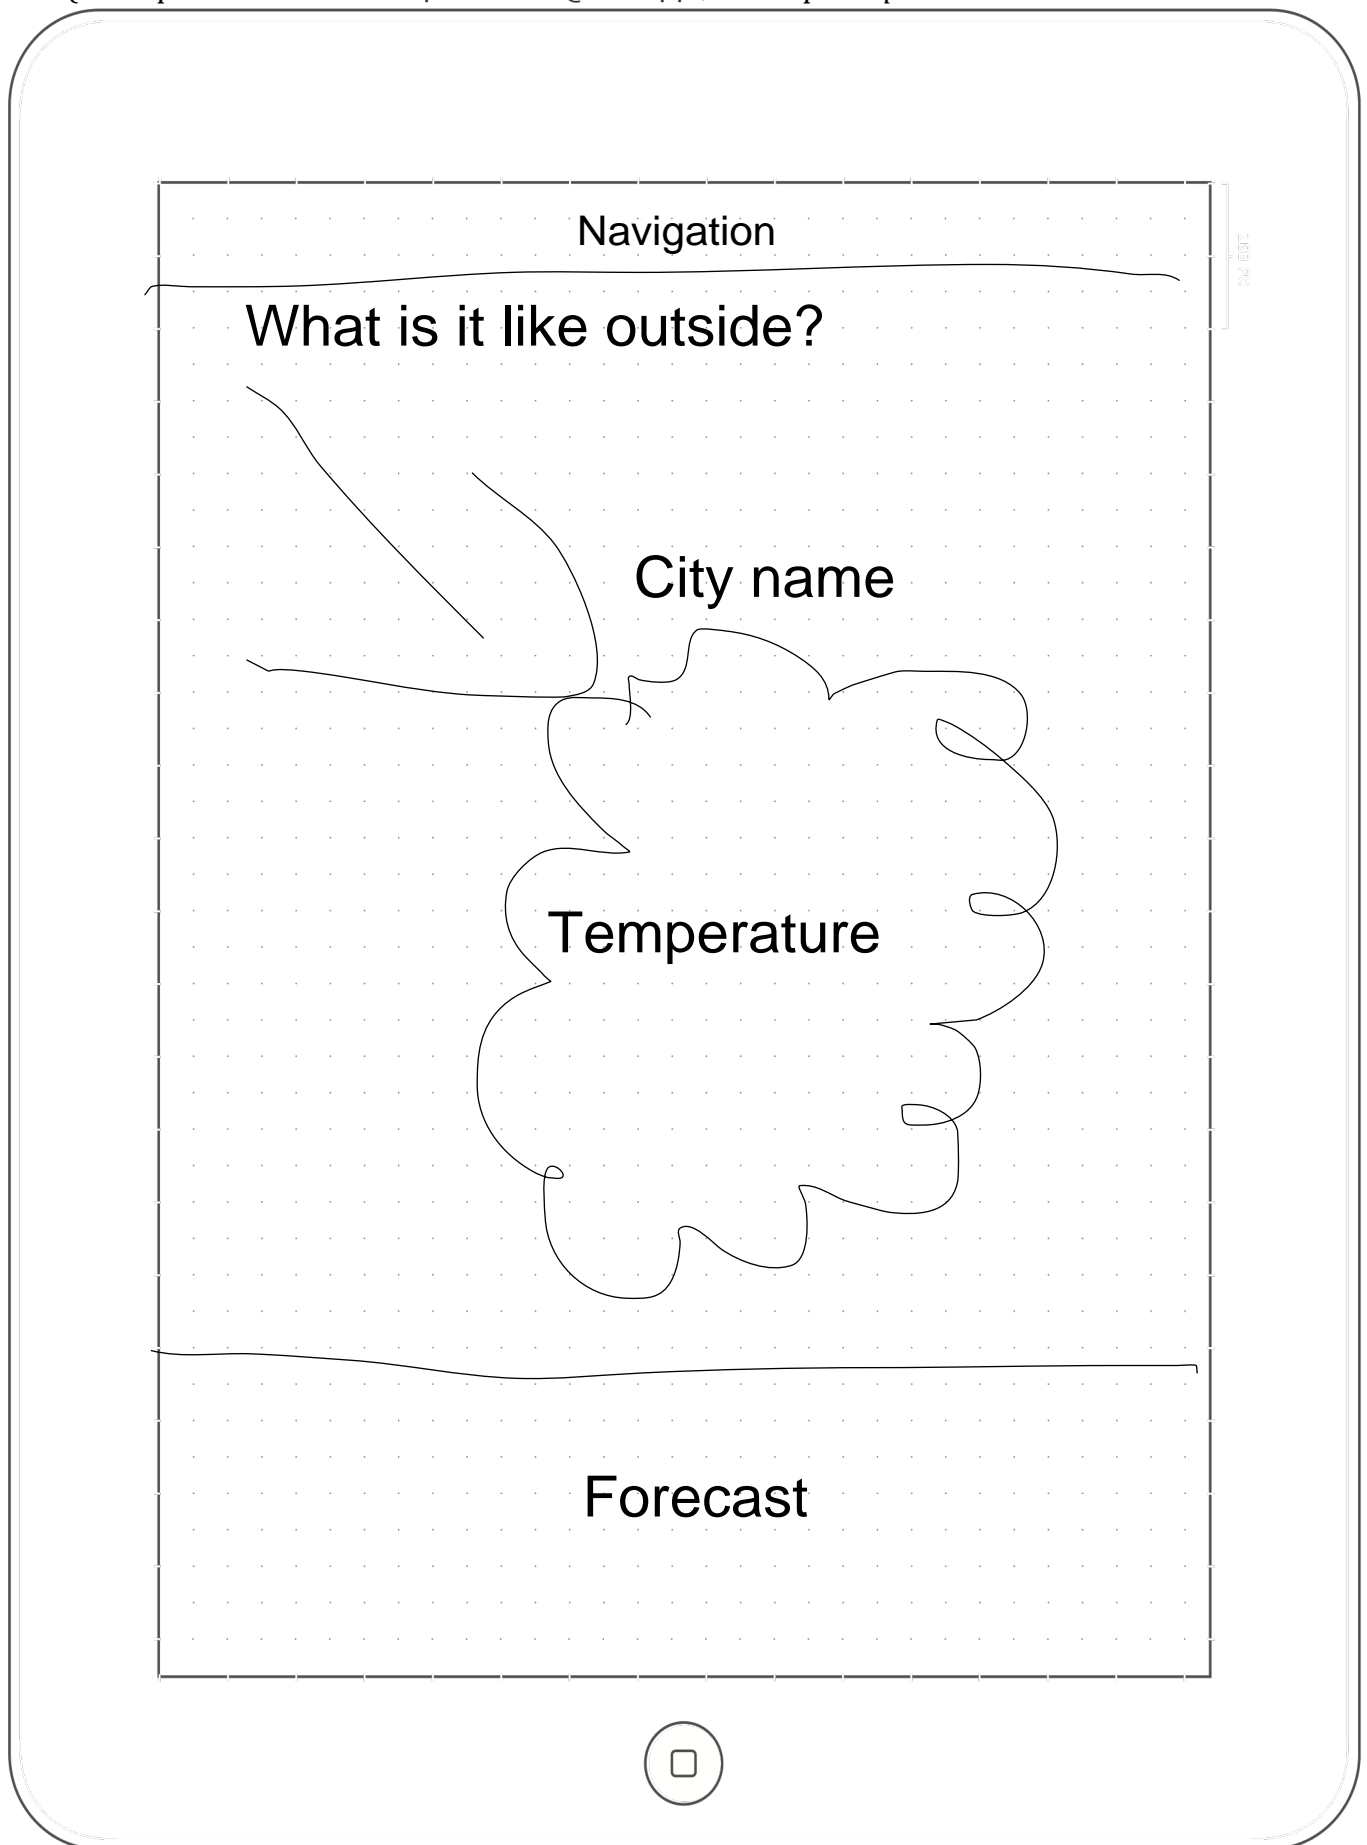 Navigation
What is it like outside?
City name
Temperature
Forecast